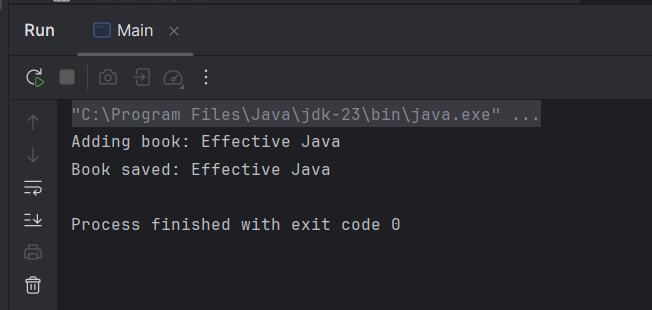 Run
Main
"C:\Program Files\Java\jdk-23\bin\java.exe" ...
Adding book: Effective Java
Book saved: Effective Java
Process finished with exit code 0